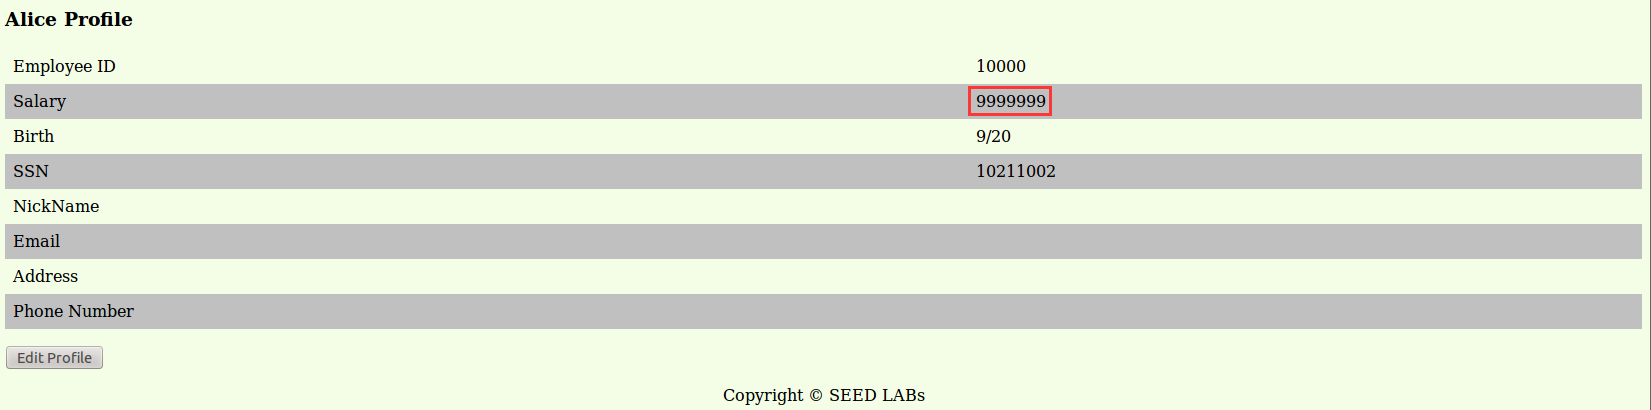 Alice Profile
Employee ID 10000
Salary 9999999
Birth 9/20
SSN 10211002
NickName
Email
Address
Phone Number
Edit Profile
Copyright © SEED LABs